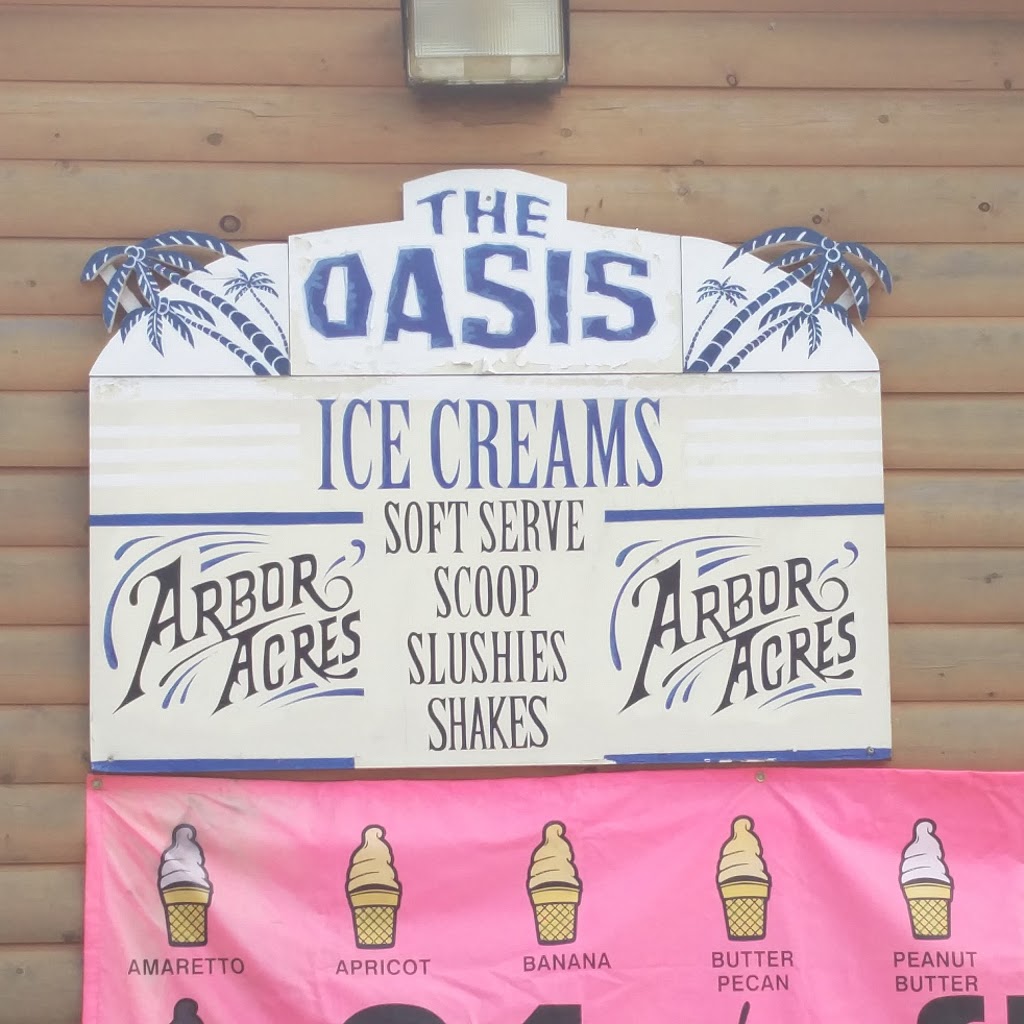 THE
OASIS
ICE CREAMS
SOFT SERVE
SCOOP
SLUSHIES
SHAKES
ARBOR
ACRES
ARBOR
ACRES
AMARETTO
APRICOT
BANANA
BUTTER
PECAN
PEANUT
BUTTER